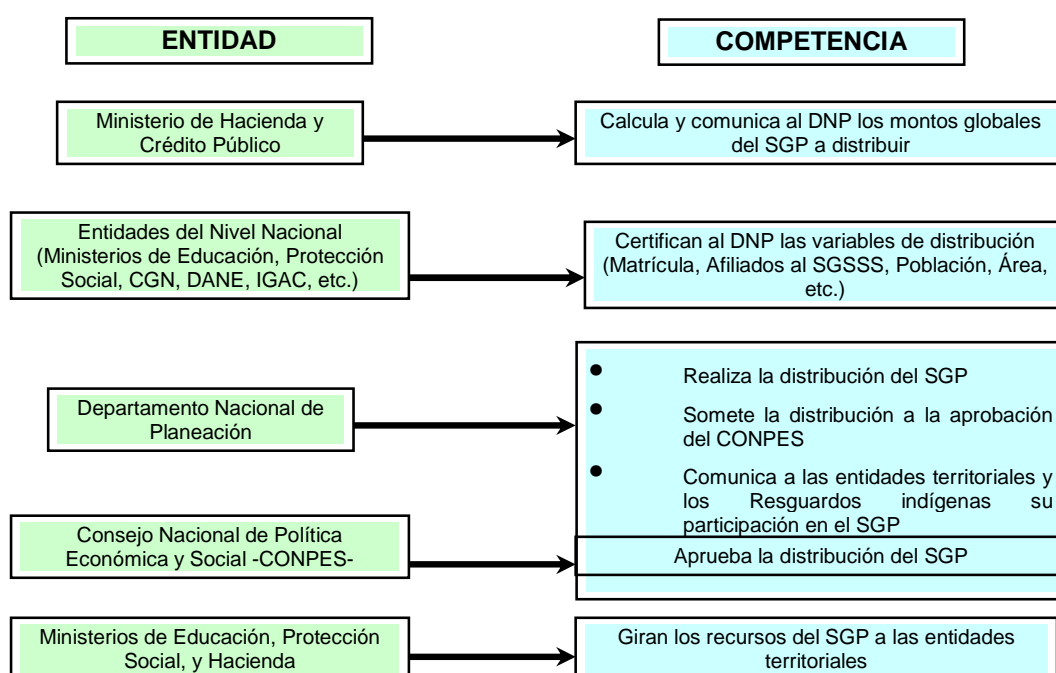 ENTIDAD
COMPETENCIA
Ministerio de Hacienda y
Crédito Público
Calcula y comunica al DNP los montos globales
del SGP a distribuir
Entidades del Nivel Nacional
(Ministerios de Educación, Protección
Social, CGN, DANE, IGAC, etc.)
Certifican al DNP las variables de distribución
(Matrícula, Afiliados al SGSSS, Población, Área,
etc.)
Departamento Nacional de
Planeación
• Realiza la distribución del SGP
• Somete la distribución a la aprobación
del CONPES
• Comunica a las entidades territoriales y
los Resguardos indígenas su
participación en el SGP
Consejo Nacional de Política
Económica y Social -CONPES-
Aprueba la distribución del SGP
Ministerios de Educación, Protección
Social, y Hacienda
Giran los recursos del SGP a las entidades
territoriales